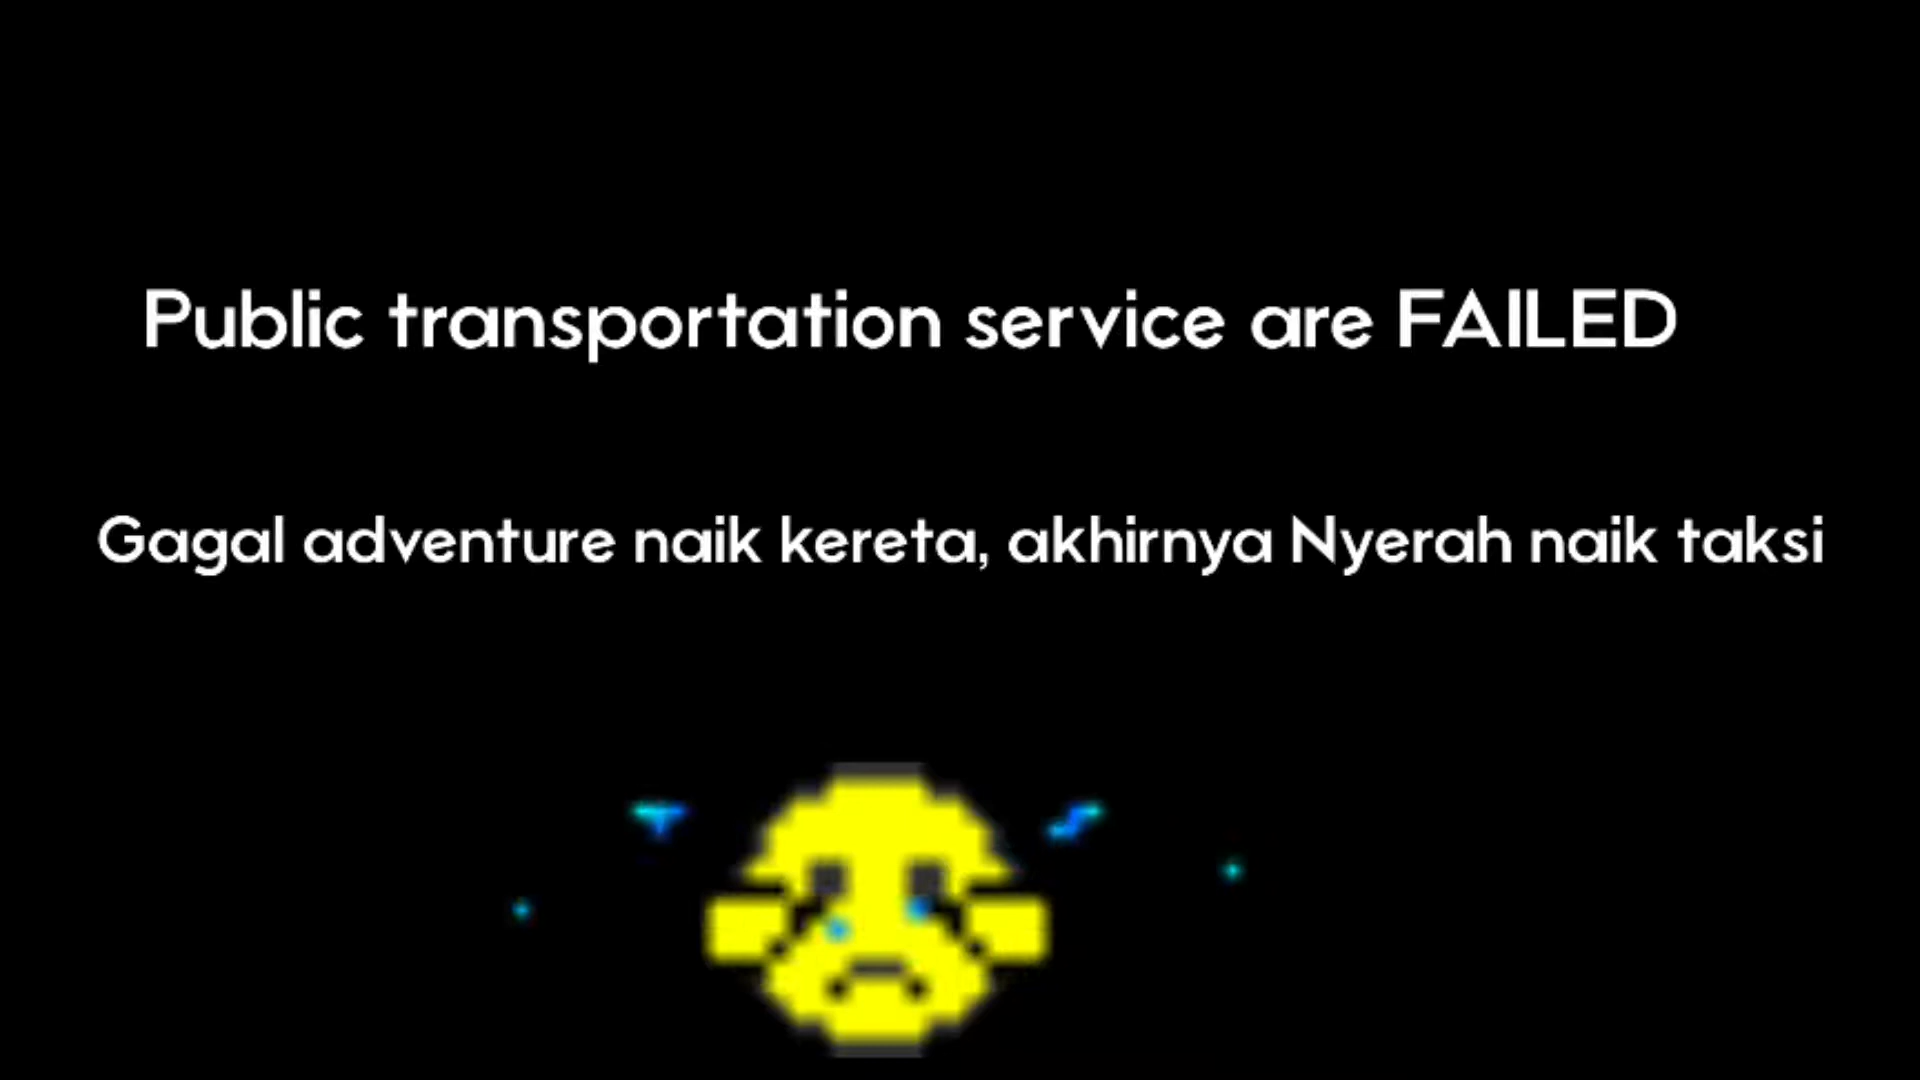 Public transportation service are FAILED
Gagal adventure naik kereta, akhirnya Nyerah naik taksi